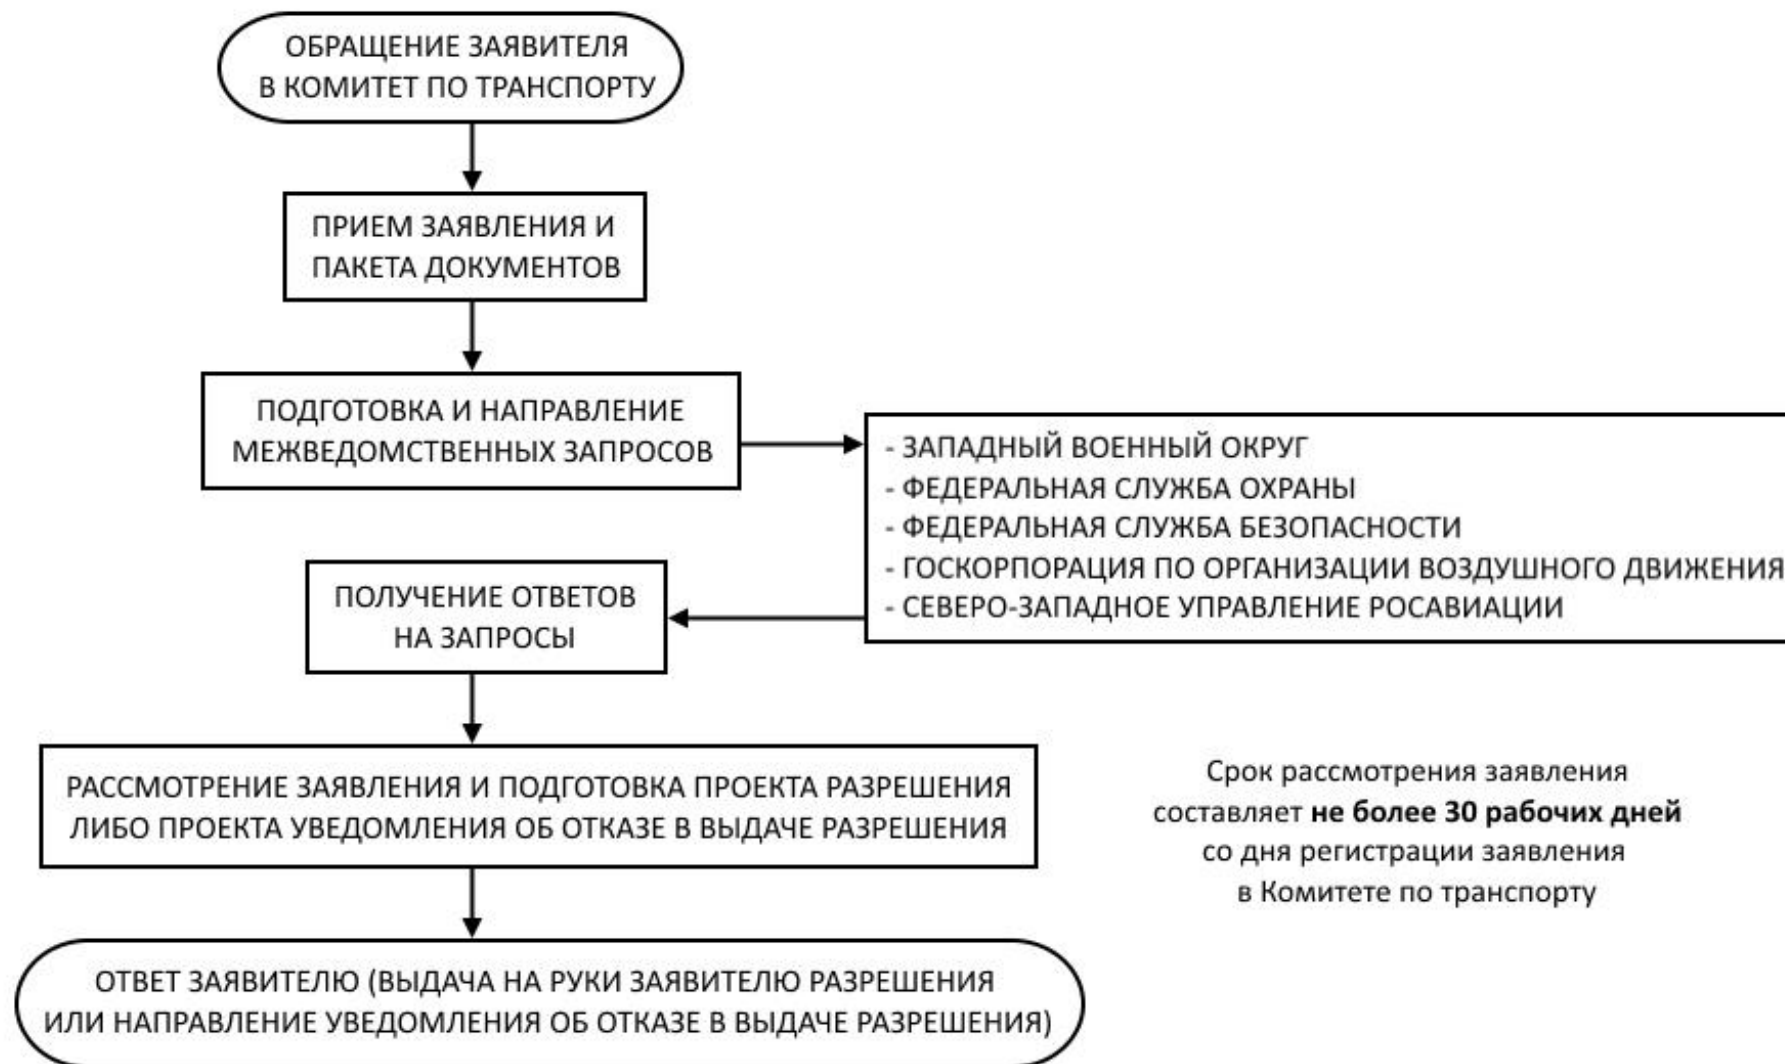 ОБРАЩЕНИЕ ЗАЯВИТЕЛЯ
В КОМИТЕТ ПО ТРАНСПОРТУ
ПРИЕМ ЗАЯВЛЕНИЯ И
ПАКЕТА ДОКУМЕНТОВ
ПОДГОТОВКА И НАПРАВЛЕНИЕ
МЕЖВЕДОМСТВЕННЫХ ЗАПРОСОВ
- ЗАПАДНЫЙ ВОЕННЫЙ ОКРУГ
- ФЕДЕРАЛЬНАЯ СЛУЖБА ОХРАНЫ
- ФЕДЕРАЛЬНАЯ СЛУЖБА БЕЗОПАСНОСТИ
- ГОСКОРПОРАЦИЯ ПО ОРГАНИЗАЦИИ ВОЗДУШНОГО ДВИЖЕНИЯ
- СЕВЕРО-ЗАПАДНОЕ УПРАВЛЕНИЕ РОСАВИАЦИИ
ПОЛУЧЕНИЕ ОТВЕТОВ
НА ЗАПРОСЫ
РАССМОТРЕНИЕ ЗАЯВЛЕНИЯ И ПОДГОТОВКА ПРОЕКТА РАЗРЕШЕНИЯ
ЛИБО ПРОЕКТА УВЕДОМЛЕНИЯ ОБ ОТКАЗЕ В ВЫДАЧЕ РАЗРЕШЕНИЯ
Срок рассмотрения заявления
составляет не более 30 рабочих дней
со дня регистрации заявления
в Комитете по транспорту
ОТВЕТ ЗАЯВИТЕЛЮ (ВЫДАЧА НА РУКИ ЗАЯВИТЕЛЮ РАЗРЕШЕНИЯ
ИЛИ НАПРАВЛЕНИЕ УВЕДОМЛЕНИЯ ОБ ОТКАЗЕ В ВЫДАЧЕ РАЗРЕШЕНИЯ)